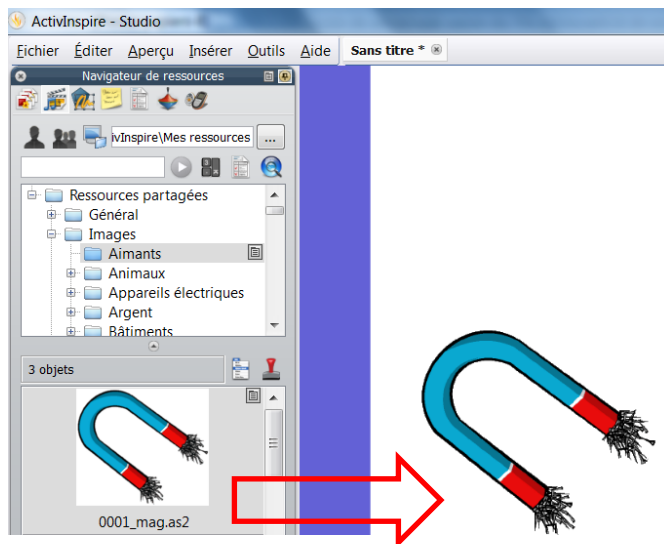 ActivInspire - Studio
Fichier Éditer Aperçu Insérer Outils Aide Sans titre *
Navigateur de ressources
ivInspire\Mes ressources ...
Ressources partagées
Général
Images
Aimants
Animaux
Appareils électriques
Argent
Bâtiments
3 objets
0001_mag.as2